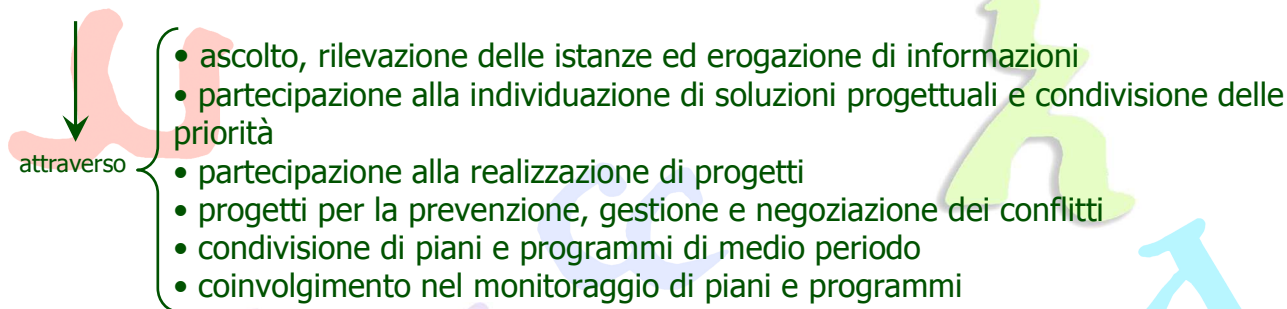 • ascolto, rilevazione delle istanze ed erogazione di informazioni
• partecipazione alla individuazione di soluzioni progettuali e condivisione delle
priorità
attraverso
• partecipazione alla realizzazione di progetti
• progetti per la prevenzione, gestione e negoziazione dei conflitti
• condivisione di piani e programmi di medio periodo
• coinvolgimento nel monitoraggio di piani e programmi